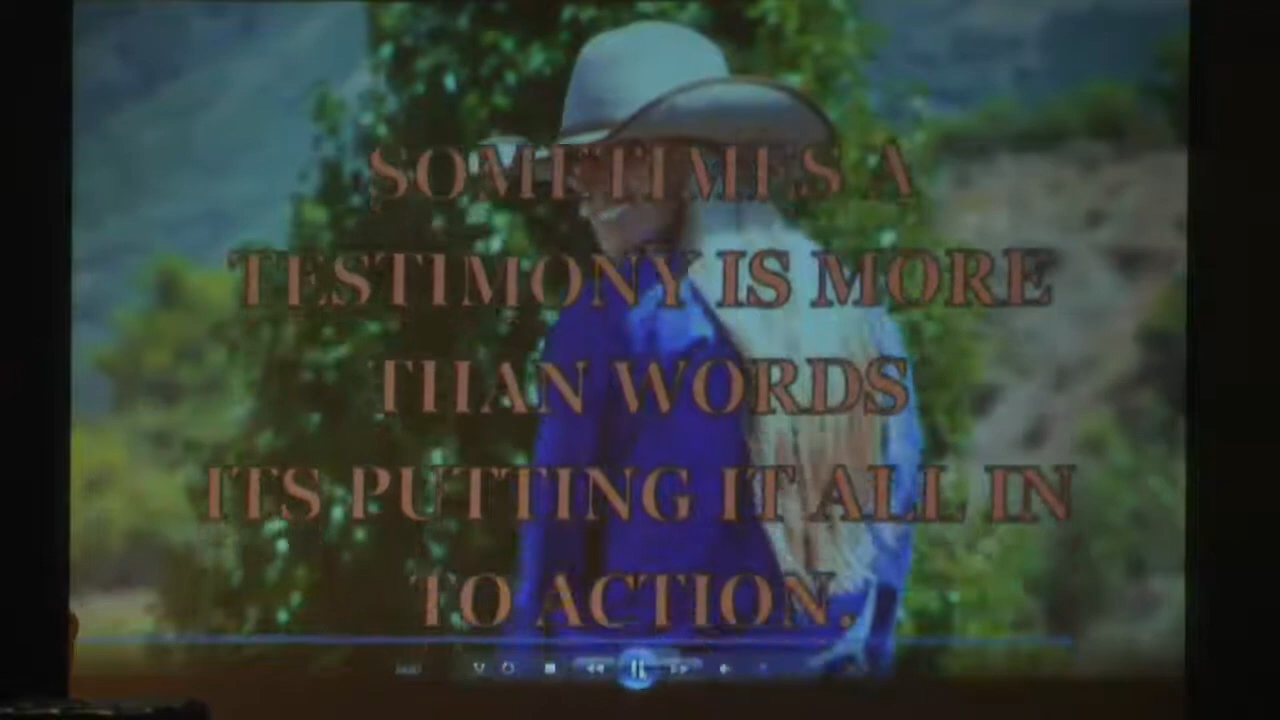 SOMETIMES A
TESTIMONY IS MORE
THAN WORDS
ITS PUTTING IT ALL IN
TO ACTION.